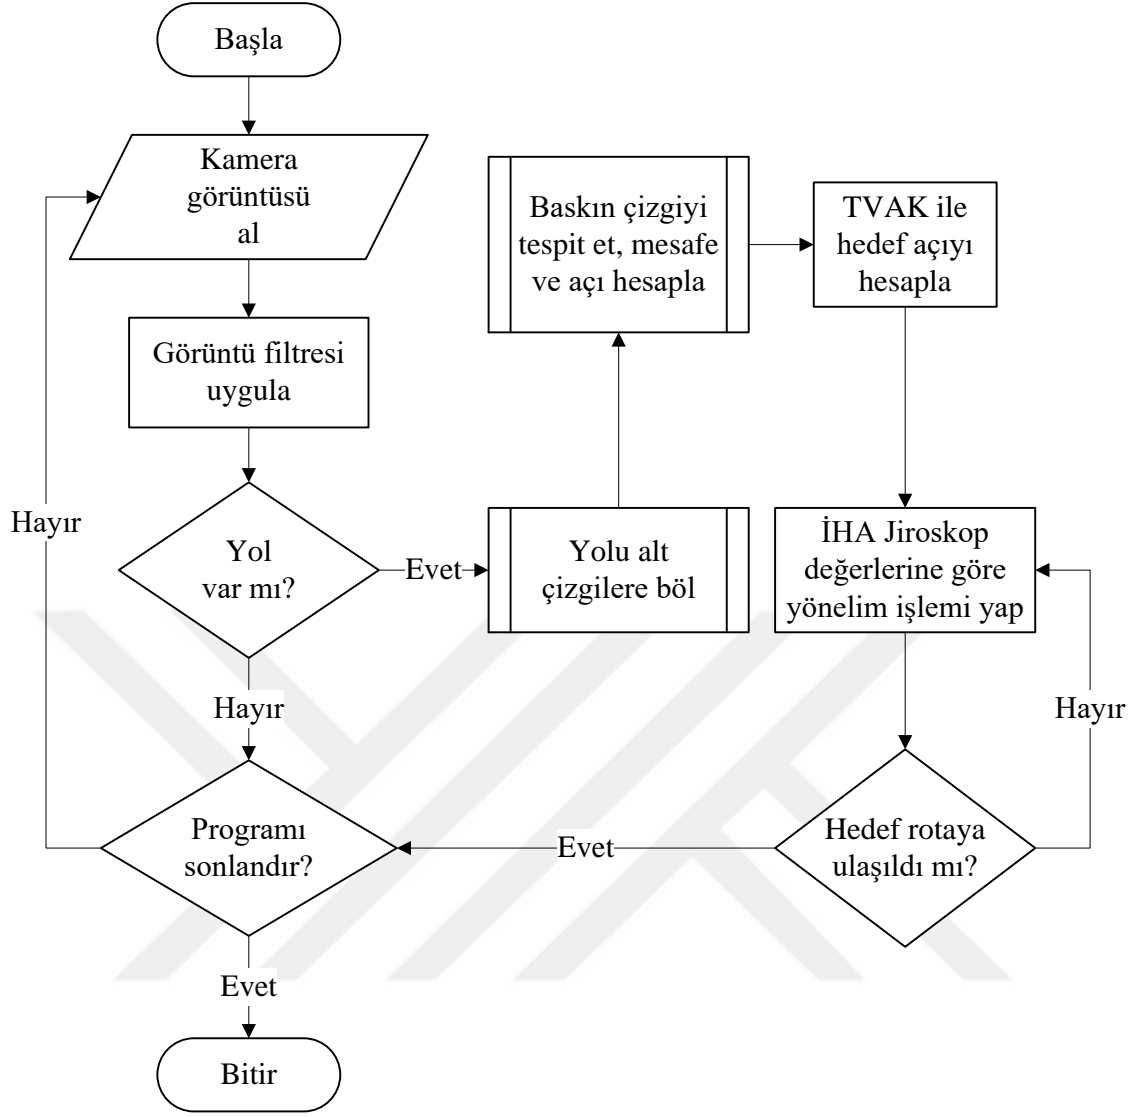 Başla
Kamera
görüntüsü
al
Görüntü filtresi
uygula
Yol
var mı?
Evet
Hayır
Yolu alt
çizgilere böl
Baskın çizgiyi
tespit et, mesafe
ve açı hesapla
TVAK ile
hedef açıyı
hesapla
İHA Jiroskop
değerlerine göre
yönelim işlemi yap
Hedef rotaya
ulaşıldı mı?
Hayır
Evet
Programı
sonlandır?
Hayır
Evet
Bitir